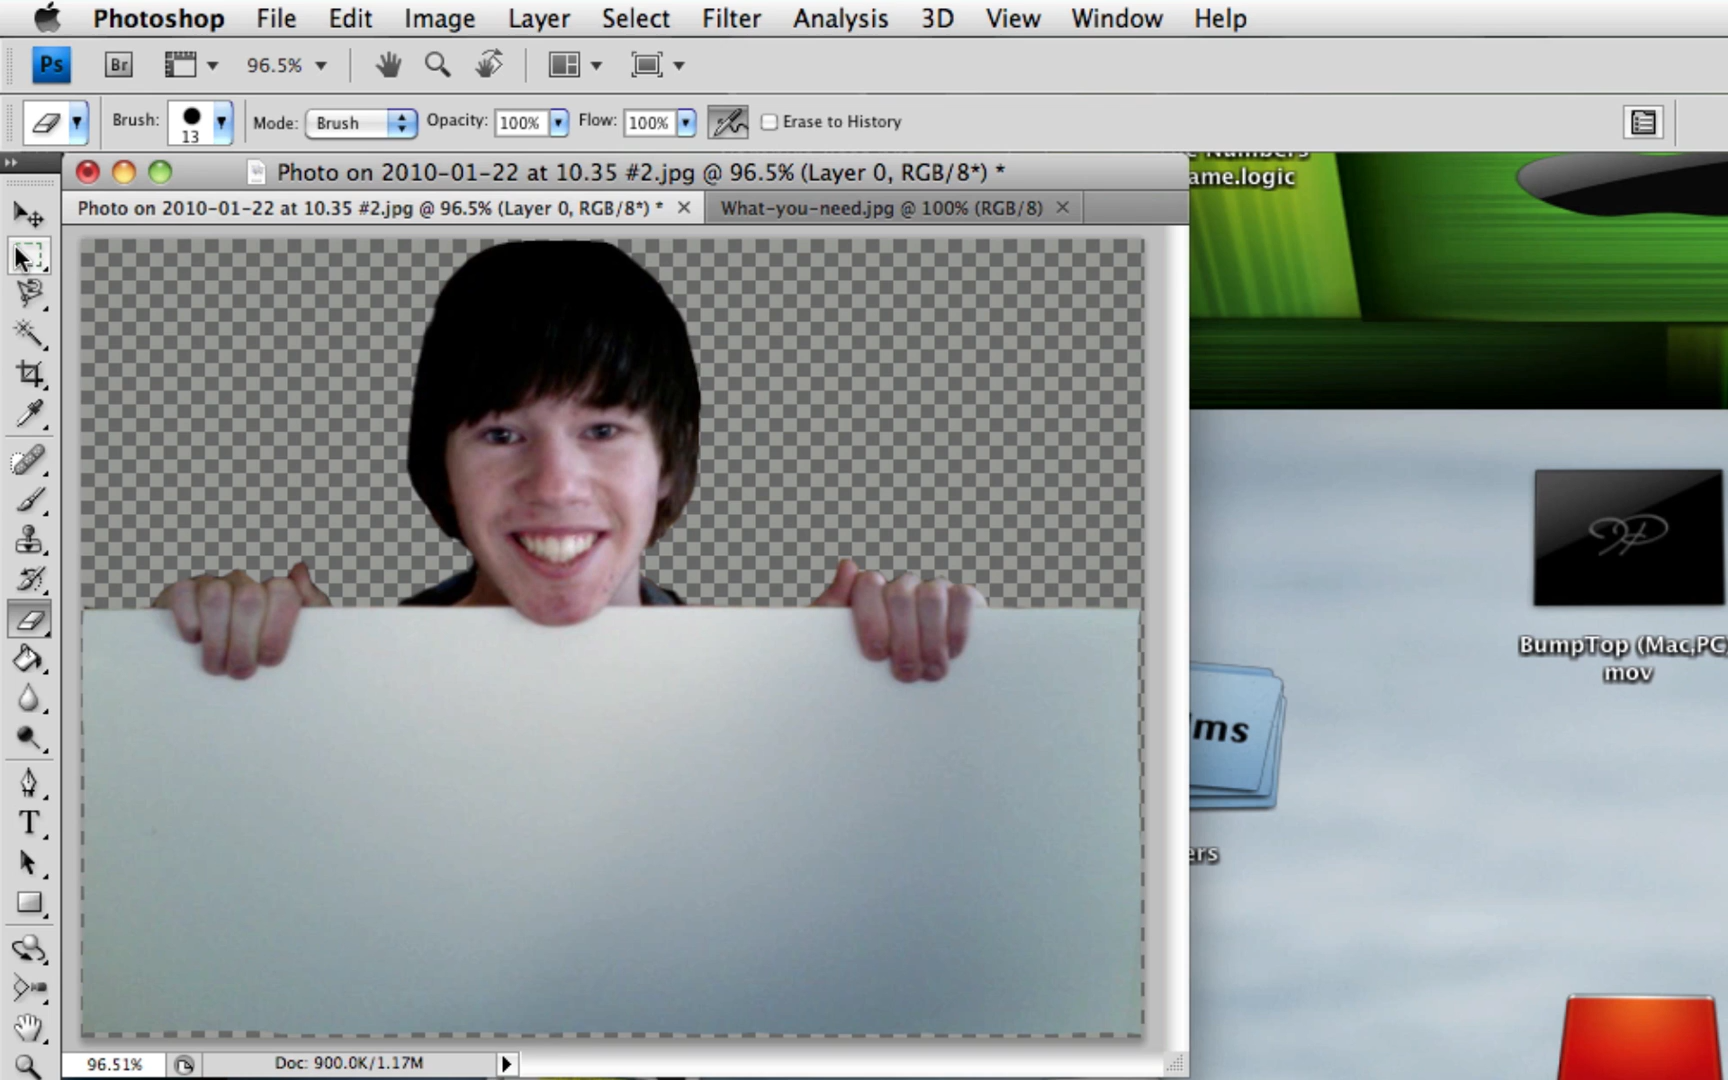 Photoshop File Edit Image Layer Select Filter Analysis 3D View Window Help
Ps Br 96.5%
Brush: 13 Mode: Brush Opacity: 100% Flow: 100% Erase to History
Photo on 2010-01-22 at 10.35 #2.jpg @ 96.5% (Layer 0, RGB/8*) *
Photo on 2010-01-22 at 10.35 #2.jpg @ 96.5% (Layer 0, RGB/8*) * What-you-need.jpg @ 100% (RGB/8)
Numbers
ame.logic
BumpTop (Mac,PC
mov
lms
ers
T
96.51% Doc: 900.0K/1.17M